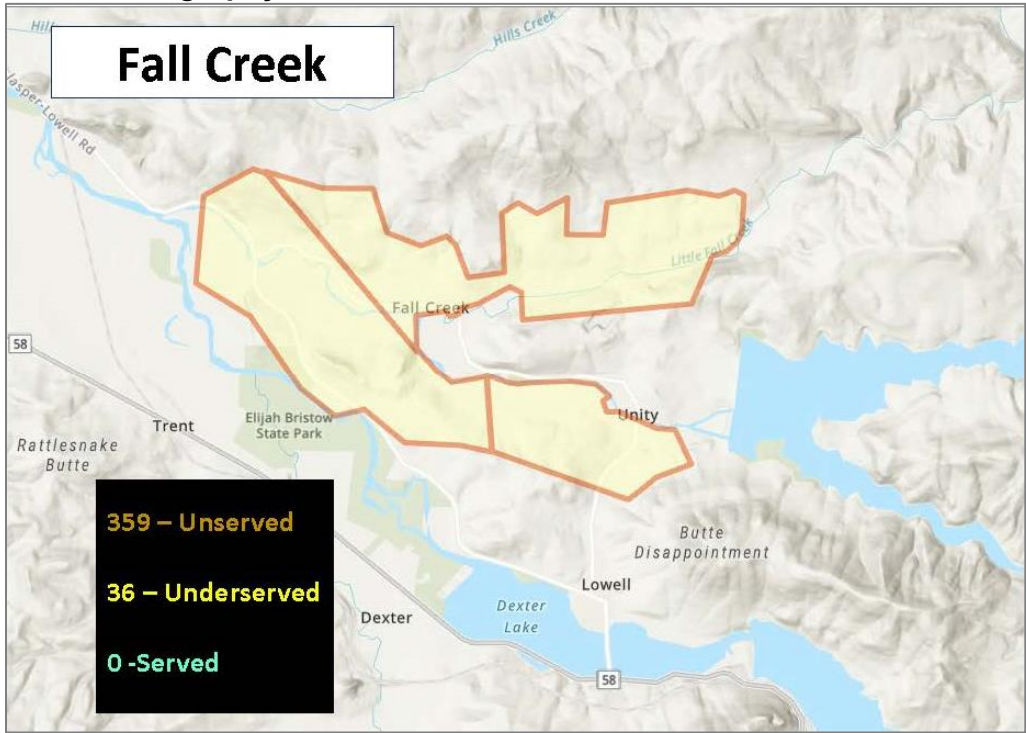 Fall Creek
Hills Creek
Jasper-Lowell Rd
Little Fall Creek
Fall Creek
58
Unity
Trent
Elijah Bristow
State Park
Rattlesnake
Butte
359 – Unserved
36 – Underserved
0 -Served
Butte
Disappointment
Lowell
Dexter
Dexter
Lake
58